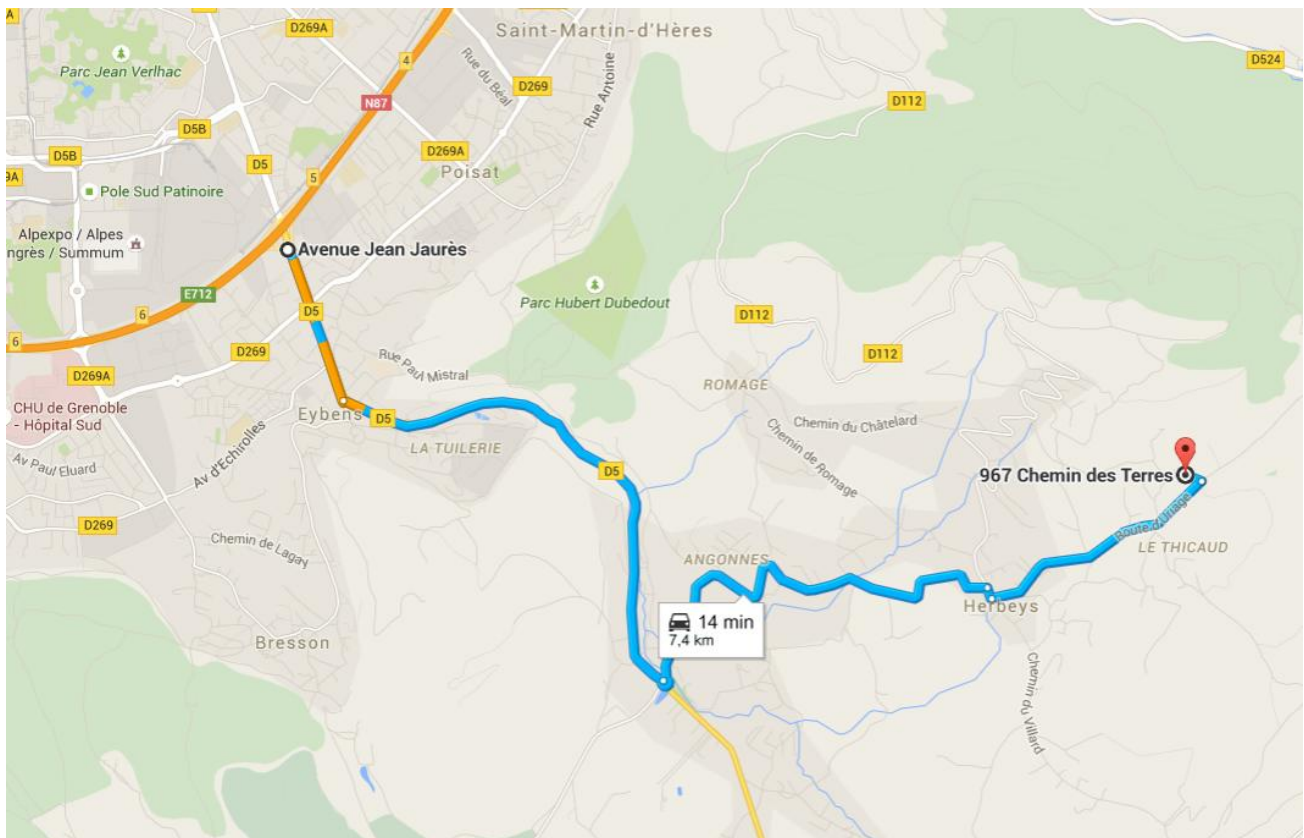 A
D269A
Saint-Martin-d'Hères
4
D524
Parc Jean Verlhac
Rue du Béal
D269
N87
Rue Antoine
D112
D5B
D5B
D5
D269A
9A
Poisat
5
Pole Sud Patinoire
Alpexpo / Alpes
ngrès / Summum
Avenue Jean Jaurès
E712
Parc Hubert Dubedout
6
D5
D112
6
D269
D112
Rue Paul Mistral
D269A
ROMAGE
CHU de Grenoble
- Hôpital Sud
Eybens
D5
Chemin du Châtelard
LA TUILERIE
Chemin de Romage
Av Paul Eluard
Av d'Echirolles
D5
967 Chemin des Terres
Route d'Uriage
D269
Chemin de Lagay
LE THICAUD
ANGONNES
Herbeys
14 min
7,4 km
Bresson
Chemin du Villard